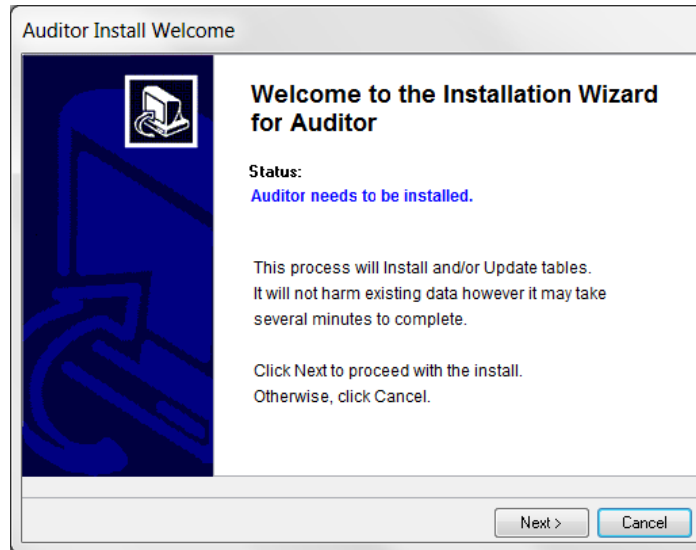 Auditor Install Welcome
Welcome to the Installation Wizard
for Auditor
Status:
Auditor needs to be installed.
This process will Install and/or Update tables.
It will not harm existing data however it may take
several minutes to complete.
Click Next to proceed with the install.
Otherwise, click Cancel.
Next >
Cancel